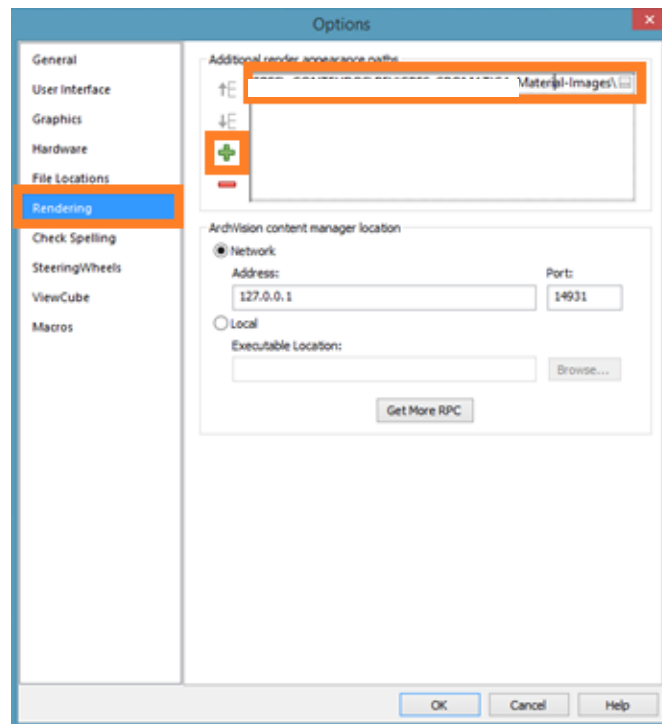 Options
General
User Interface
Graphics
Hardware
File Locations
Rendering
Check Spelling
SteeringWheels
ViewCube
Macros
Additional render appearance paths
Material-Images\
ArchVision content manager location
Network
Address:
Port:
127.0.0.1
14931
Local
Executable Location:
Browse...
Get More RPC
OK
Cancel
Help